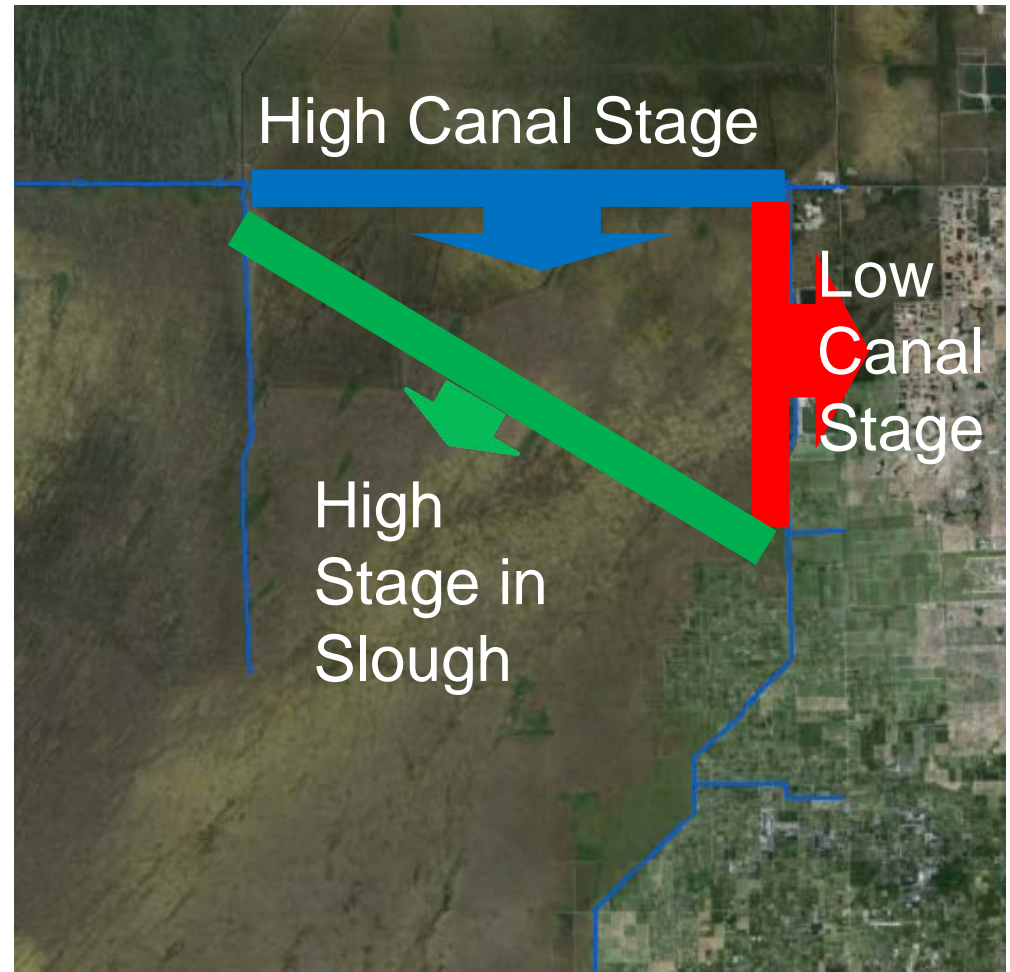 High Canal Stage
Low
Canal
Stage
High
Stage in
Slough